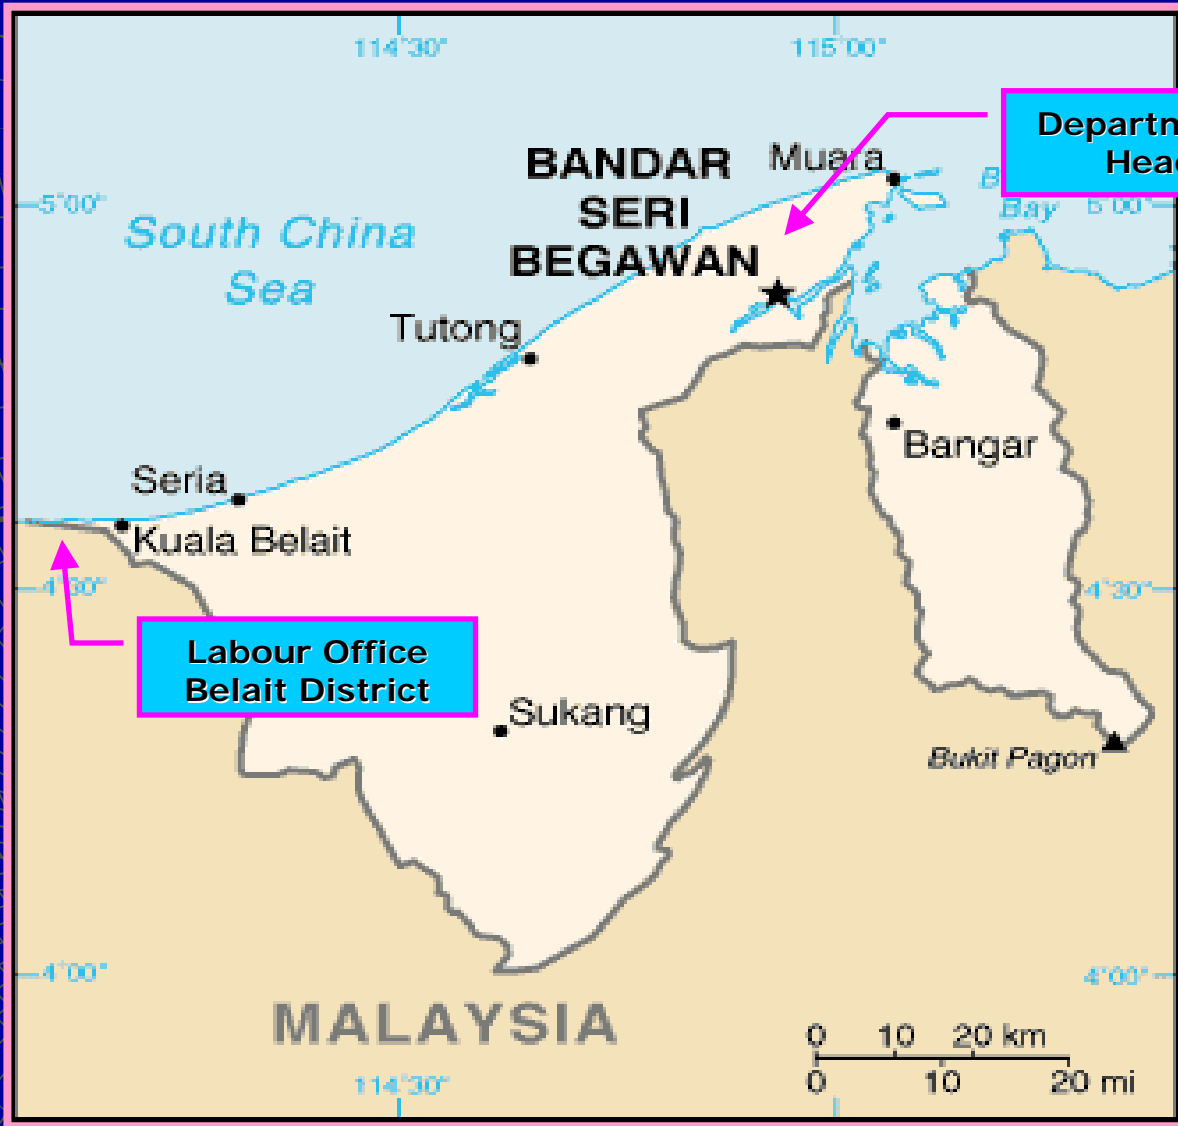 114°30"
115°00"
BANDAR
SERI
BEGAWAN
Muara
Head
5°00"
Bay
5°00"
South China
Sea
Tutong
Bangar
Seria
Kuala Belait
4°30"
4°30"
Labour Office
Belait District
Sukang
Bukit Pagon
4°00"
4°00"
MALAYSIA
0 10 20 km
0 10 20 mi
114°30"